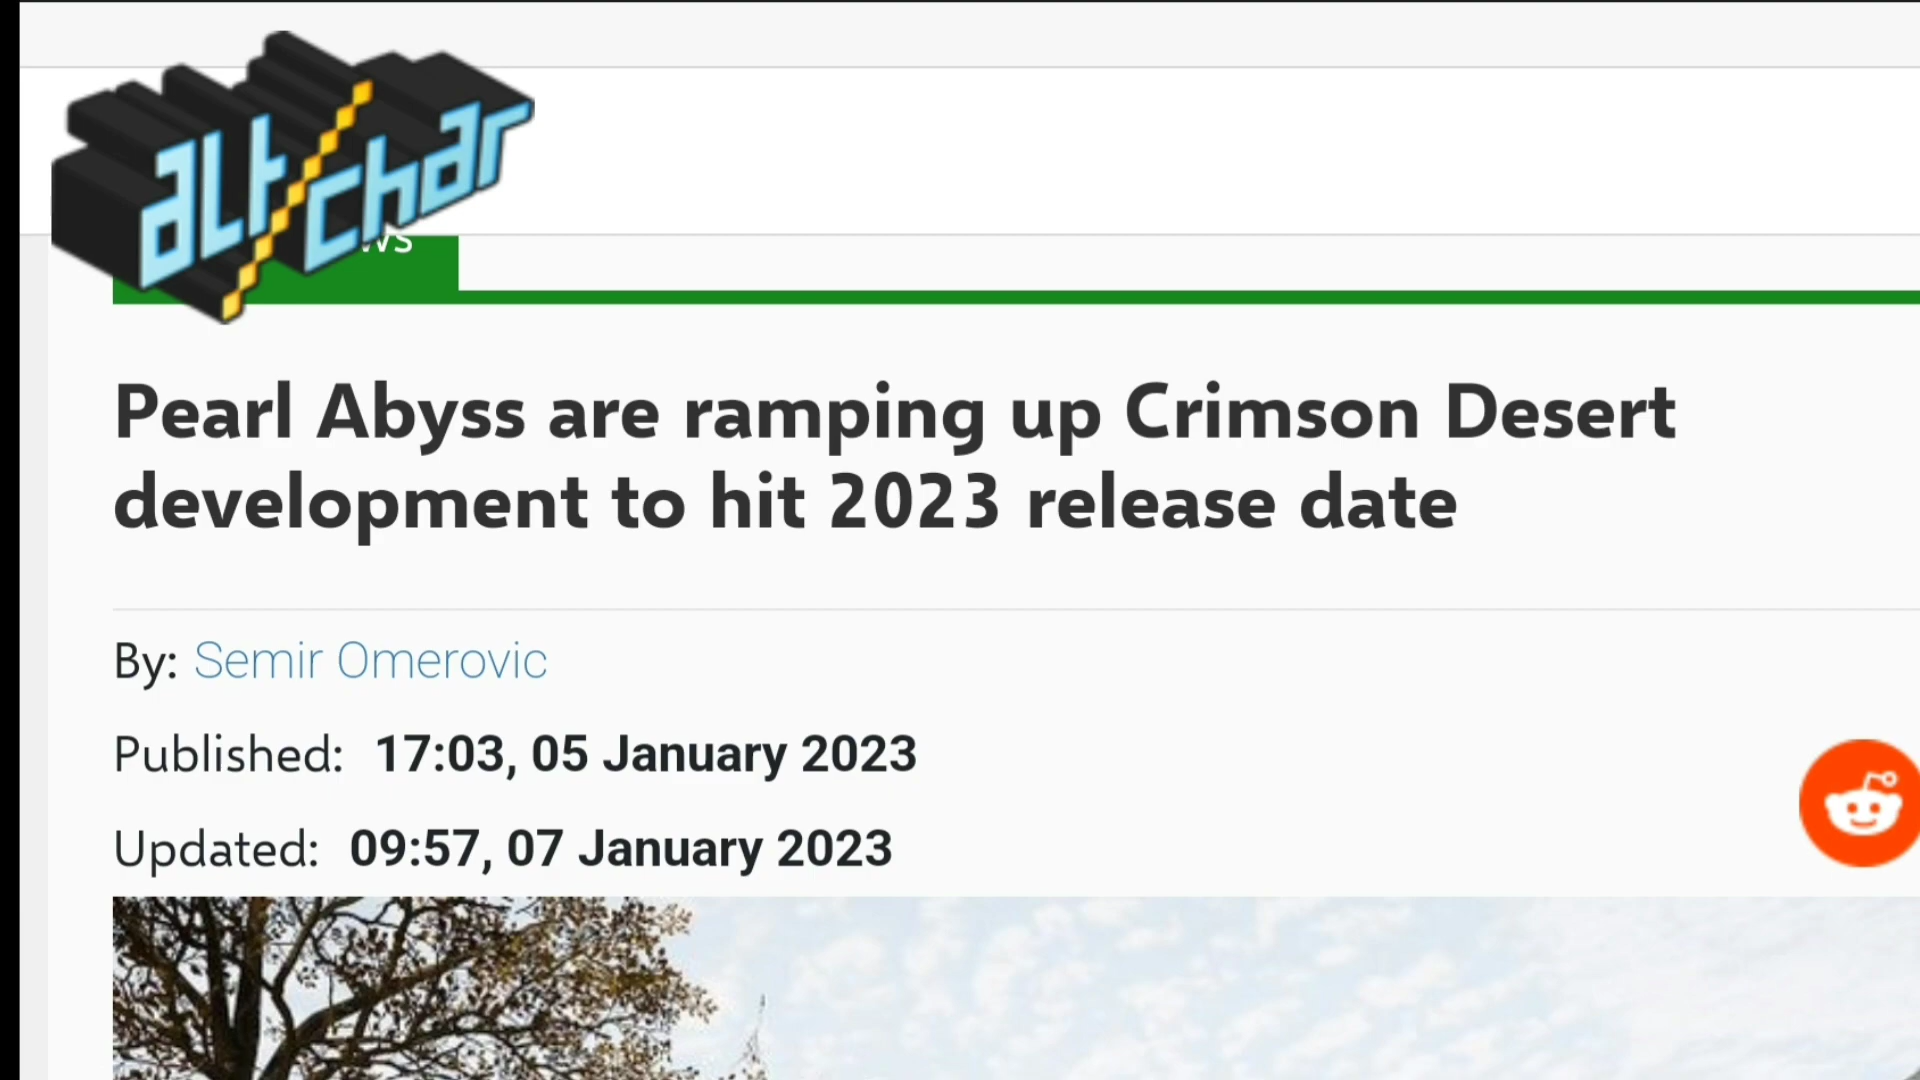 alt/char
Pearl Abyss are ramping up Crimson Desert
development to hit 2023 release date
By: Semir Omerovic
Published: 17:03, 05 January 2023
Updated: 09:57, 07 January 2023